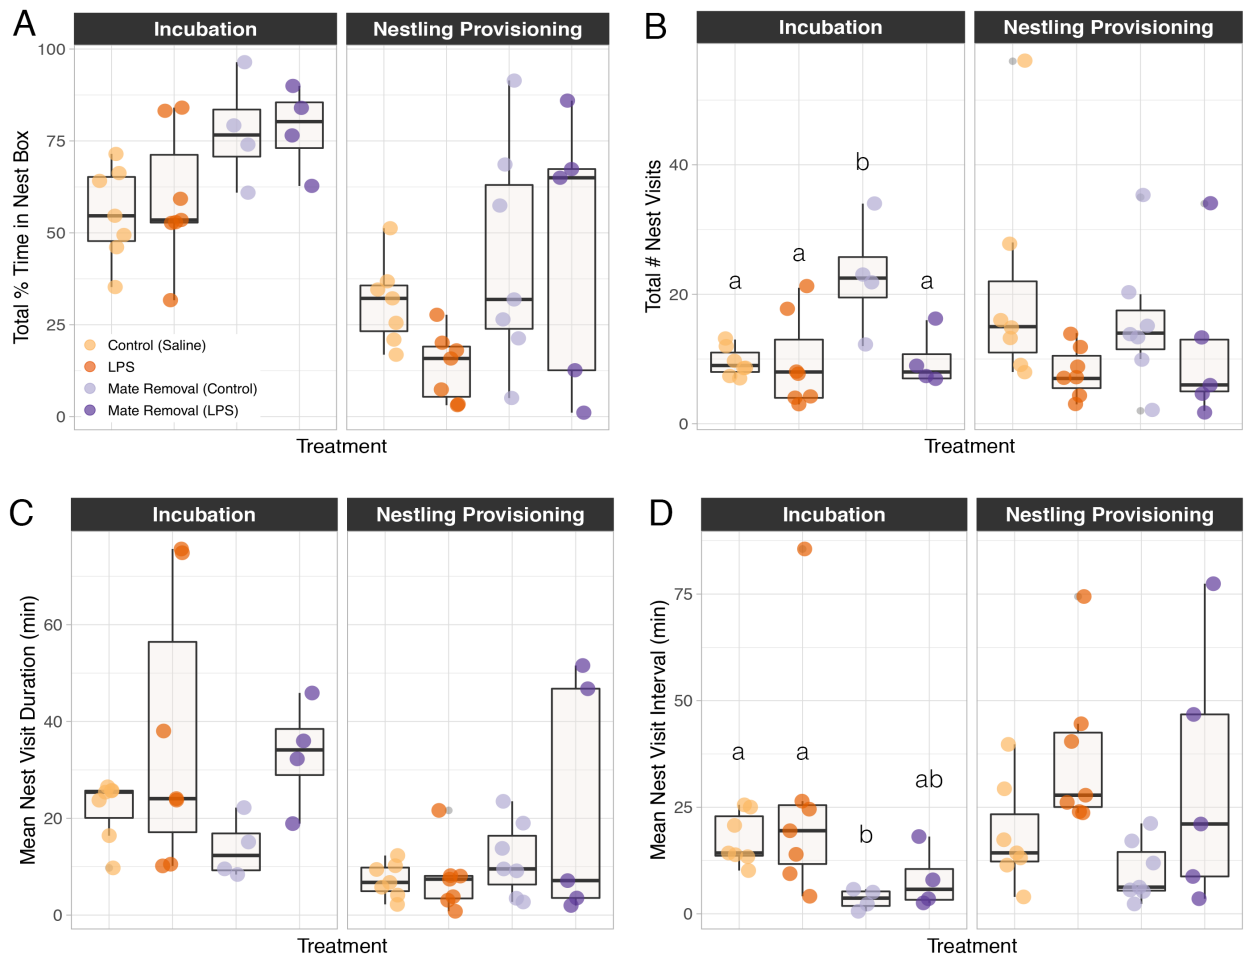 A
Incubation
Nestling Provisioning
Total % Time in Nest Box
100
75
50
25
0
Control (Saline)
LPS
Mate Removal (Control)
Mate Removal (LPS)
Treatment
B
Incubation
Nestling Provisioning
Total # Nest Visits
40
20
0
a
a
b
a
Treatment
C
Incubation
Nestling Provisioning
Mean Nest Visit Duration (min)
60
40
20
0
Treatment
D
Incubation
Nestling Provisioning
Mean Nest Visit Interval (min)
75
50
25
0
a
a
b
ab
Treatment